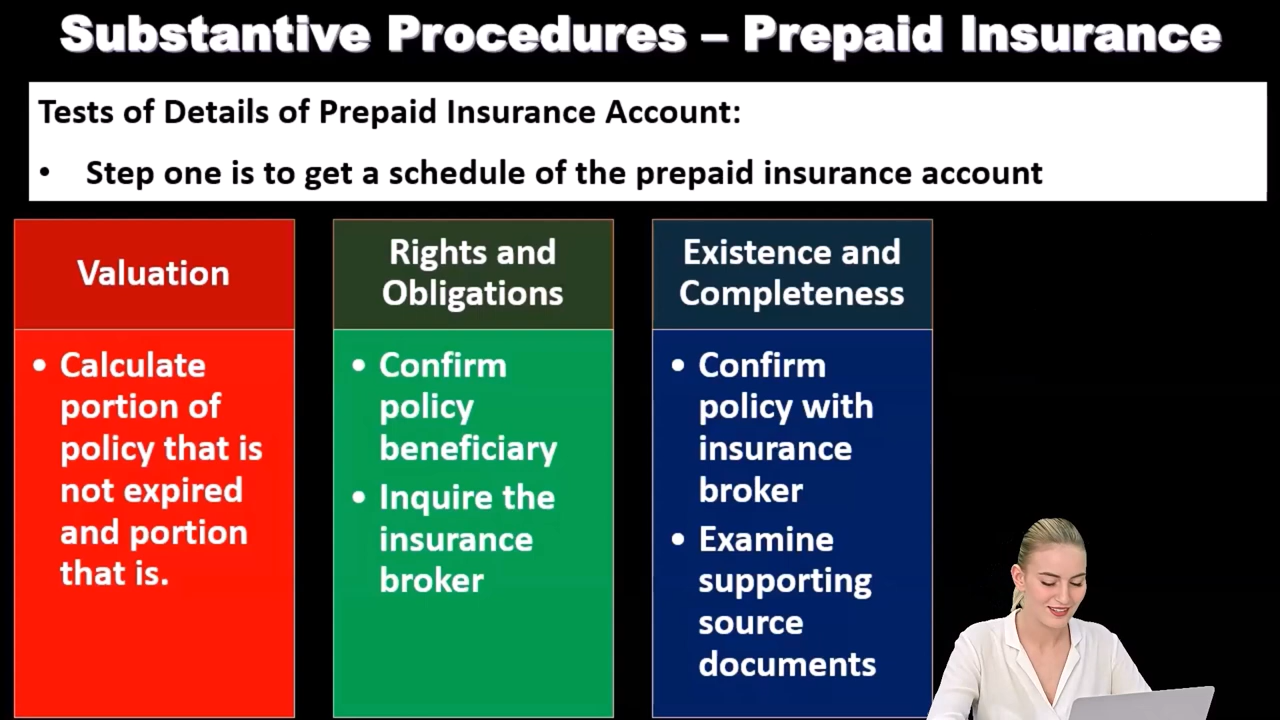 Substantive Procedures – Prepaid Insurance
Tests of Details of Prepaid Insurance Account:
• Step one is to get a schedule of the prepaid insurance account
Valuation
• Calculate
portion of
policy that is
not expired
and portion
that is.
Rights and
Obligations
• Confirm
policy
beneficiary
• Inquire the
insurance
broker
Existence and
Completeness
• Confirm
policy with
insurance
broker
• Examine
supporting
source
documents